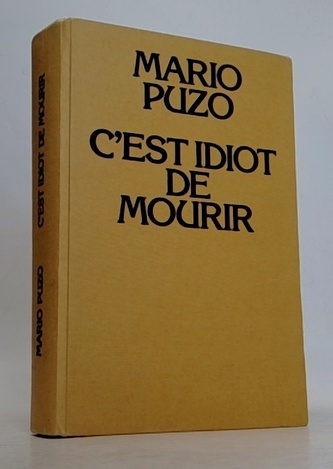 MARIO
PUZO
C'EST IDIOT
DE
MOURIR
MARIO PUZO C'EST IDIOT DE MOURIR